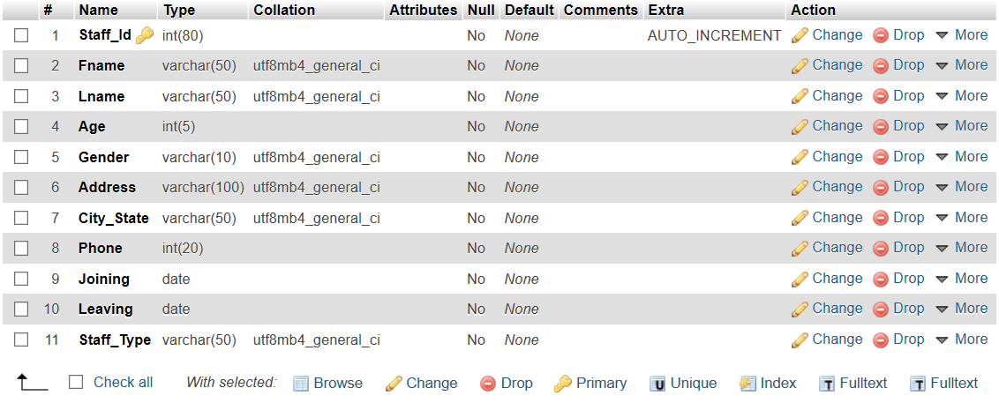 # Name Type Collation Attributes Null Default Comments Extra Action
1 Staff_Id int(80) No None AUTO_INCREMENT Change Drop More
2 Fname varchar(50) utf8mb4_general_ci No None Change Drop More
3 Lname varchar(50) utf8mb4_general_ci No None Change Drop More
4 Age int(5) No None Change Drop More
5 Gender varchar(10) utf8mb4_general_ci No None Change Drop More
6 Address varchar(100) utf8mb4_general_ci No None Change Drop More
7 City_State varchar(50) utf8mb4_general_ci No None Change Drop More
8 Phone int(20) No None Change Drop More
9 Joining date No None Change Drop More
10 Leaving date No None Change Drop More
11 Staff_Type varchar(50) utf8mb4_general_ci No None Change Drop More
Check all With selected: Browse Change Drop Primary Unique Index Fulltext Fulltext